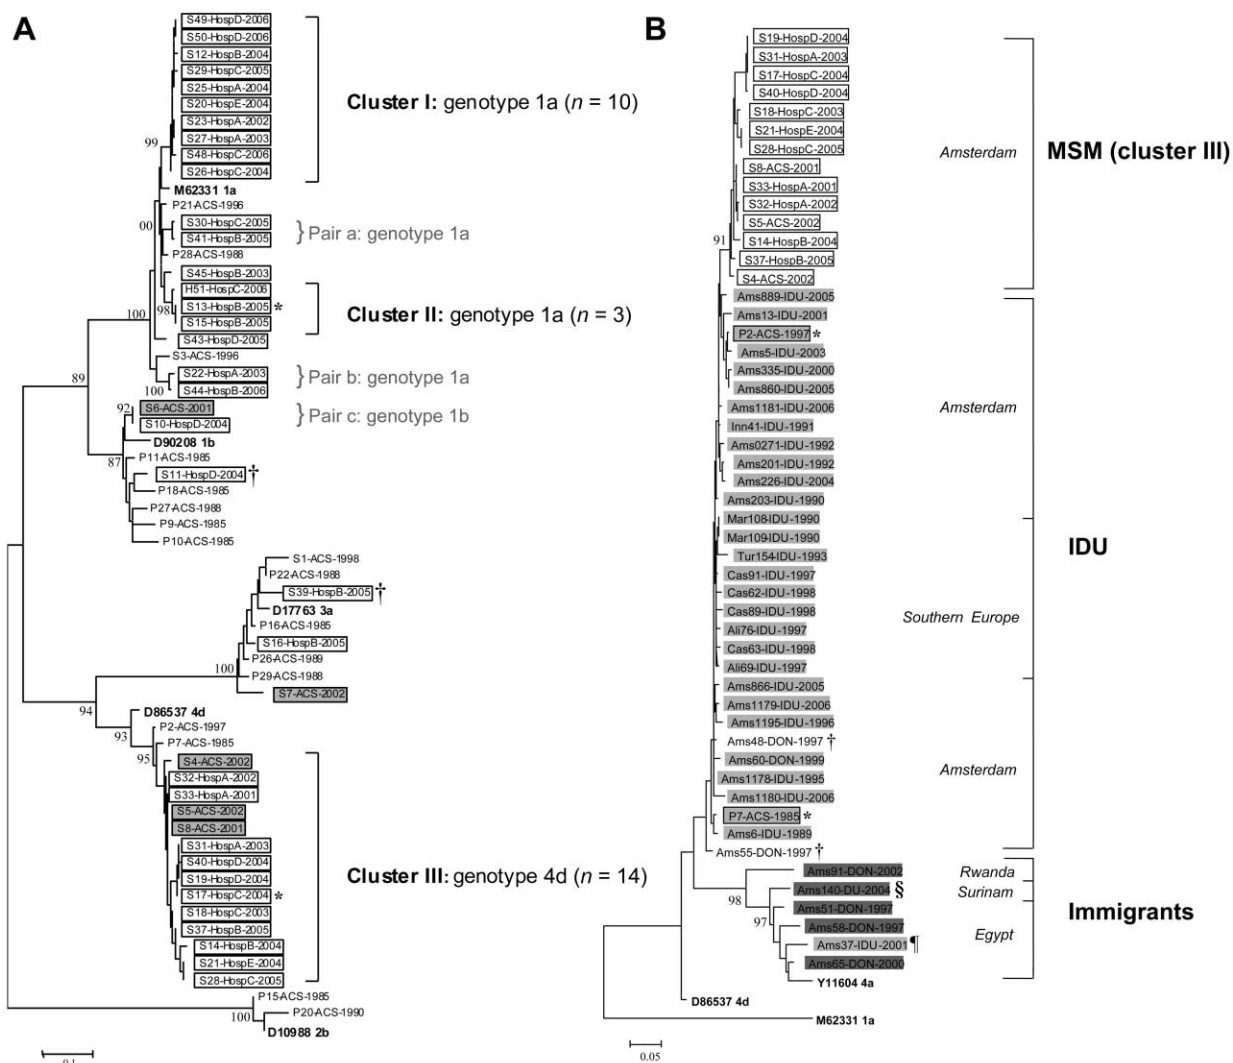 A
S49-HospD-2006
S50-HospD-2006
S12-HospB-2004
S29-HospC-2005
S25-HospA-2004
S20-HospE-2004
S23-HospA-2002
S27-HospA-2003
S48-HospC-2006
S26-HospC-2004
99
Cluster I: genotype 1a (n = 10)
M62331 1a
P21-ACS-1996
00
S30-HospC-2005
S41-HospB-2005
} Pair a: genotype 1a
P28-ACS-1988
S45-HospB-2003
H51-HospC-2006
98
S13-HospB-2005 *
S15-HospB-2005
Cluster II: genotype 1a (n = 3)
100
S43-HospD-2005
S3-ACS-1996
S22-HospA-2003
S44-HospB-2006
100
} Pair b: genotype 1a
89
92
S6-ACS-2001
S10-HospD-2004
} Pair c: genotype 1b
D90208 1b
87
P11-ACS-1985
S11-HospD-2004 †
P18-ACS-1985
P27-ACS-1988
P9-ACS-1985
P10-ACS-1985
S1-ACS-1998
P22-ACS-1988
S39-HospB-2005 †
D17763 3a
P16-ACS-1985
S16-HospB-2005
P26-ACS-1989
100
P29-ACS-1988
S7-ACS-2002
94
D86537 4d
93
P2-ACS-1997
P7-ACS-1985
95
S4-ACS-2002
S32-HospA-2002
S33-HospA-2001
S5-ACS-2002
S8-ACS-2001
S31-HospA-2003
S40-HospD-2004
S19-HospD-2004
S17-HospC-2004 *
S18-HospC-2003
S37-HospB-2005
S14-HospB-2004
S21-HospE-2004
S28-HospC-2005
Cluster III: genotype 4d (n = 14)
P15-ACS-1985
100
P20-ACS-1990
D10988 2b
0.1
B
S19-HospD-2004
S31-HospA-2003
S17-HospC-2004
S40-HospD-2004
S18-HospC-2003
S21-HospE-2004
S28-HospC-2005
S8-ACS-2001
S33-HospA-2001
S32-HospA-2002
S5-ACS-2002
S14-HospB-2004
S37-HospB-2005
S4-ACS-2002
91
Amsterdam
MSM (cluster III)
Ams889-IDU-2005
Ams13-IDU-2001
P2-ACS-1997 *
Ams5-IDU-2003
Ams335-IDU-2000
Ams860-IDU-2005
Ams1181-IDU-2006
Inn41-IDU-1991
Ams0271-IDU-1992
Ams201-IDU-1992
Ams226-IDU-2004
Ams203-IDU-1990
Amsterdam
Mar108-IDU-1990
Mar109-IDU-1990
Tur154-IDU-1993
Cas91-IDU-1997
Cas62-IDU-1998
Cas89-IDU-1998
Ali76-IDU-1997
Cas63-IDU-1998
Ali69-IDU-1997
Southern Europe
IDU
Ams866-IDU-2005
Ams1179-IDU-2006
Ams1195-IDU-1996
Ams48-DON-1997 †
Ams60-DON-1999
Ams1178-IDU-1995
Ams1180-IDU-2006
P7-ACS-1985 *
Ams6-IDU-1989
Ams55-DON-1997 †
Amsterdam
Ams91-DON-2002
Rwanda
98
Ams140-DU-2004 §
Surinam
97
Ams51-DON-1997
Ams58-DON-1997
Ams37-IDU-2001 ¶
Ams65-DON-2000
Egypt
Immigrants
Y11604 4a
D86537 4d
M62331 1a
0.05